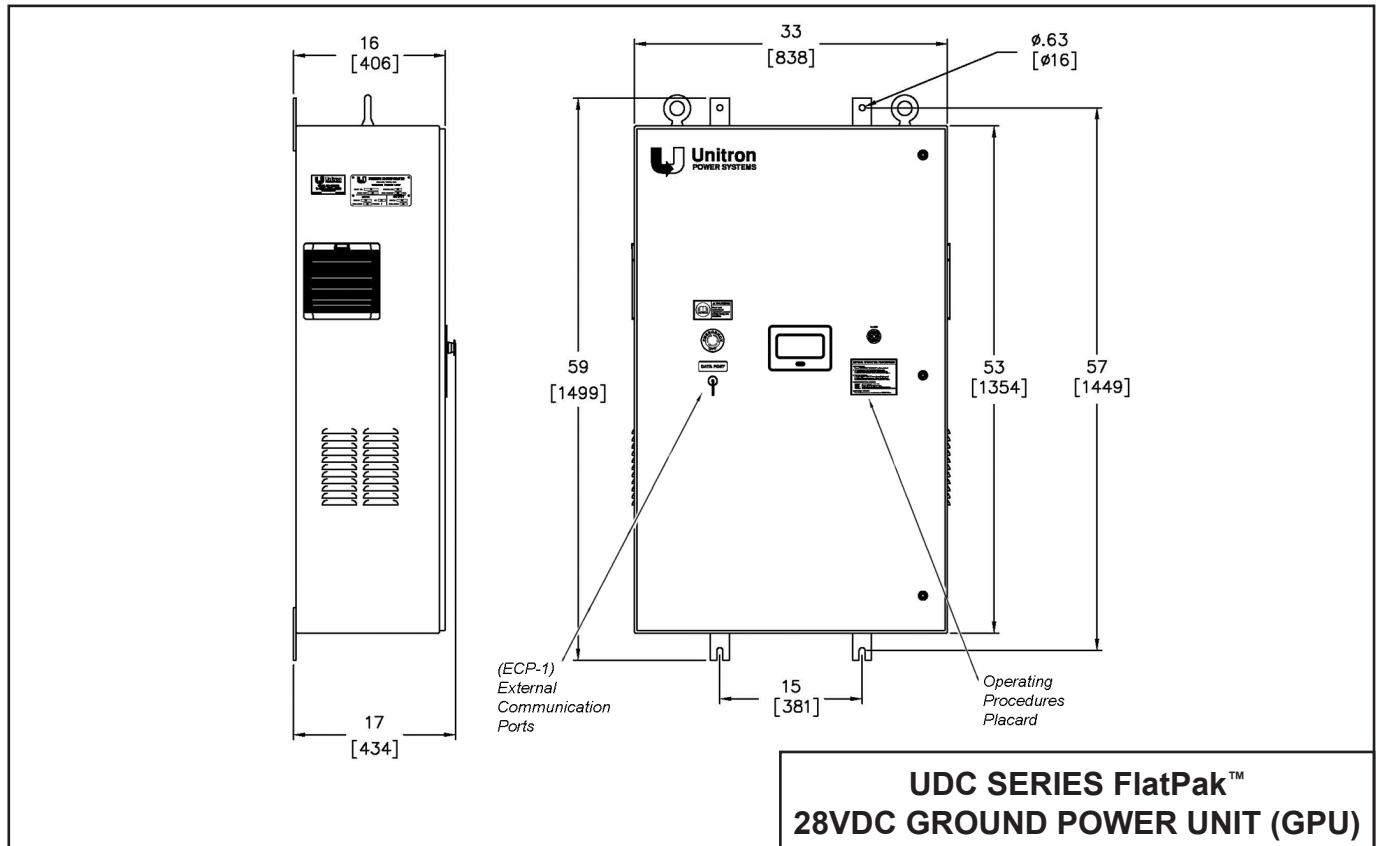 16
[406]
33
[838]
ø.63
[ø16]
Unitron
POWER SYSTEMS
DATA PORT
59
[1499]
53
[1354]
57
[1449]
(ECP-1)
External
Communication
Ports
15
[381]
Operating
Procedures
Placard
17
[434]
UDC SERIES FlatPak™
28VDC GROUND POWER UNIT (GPU)